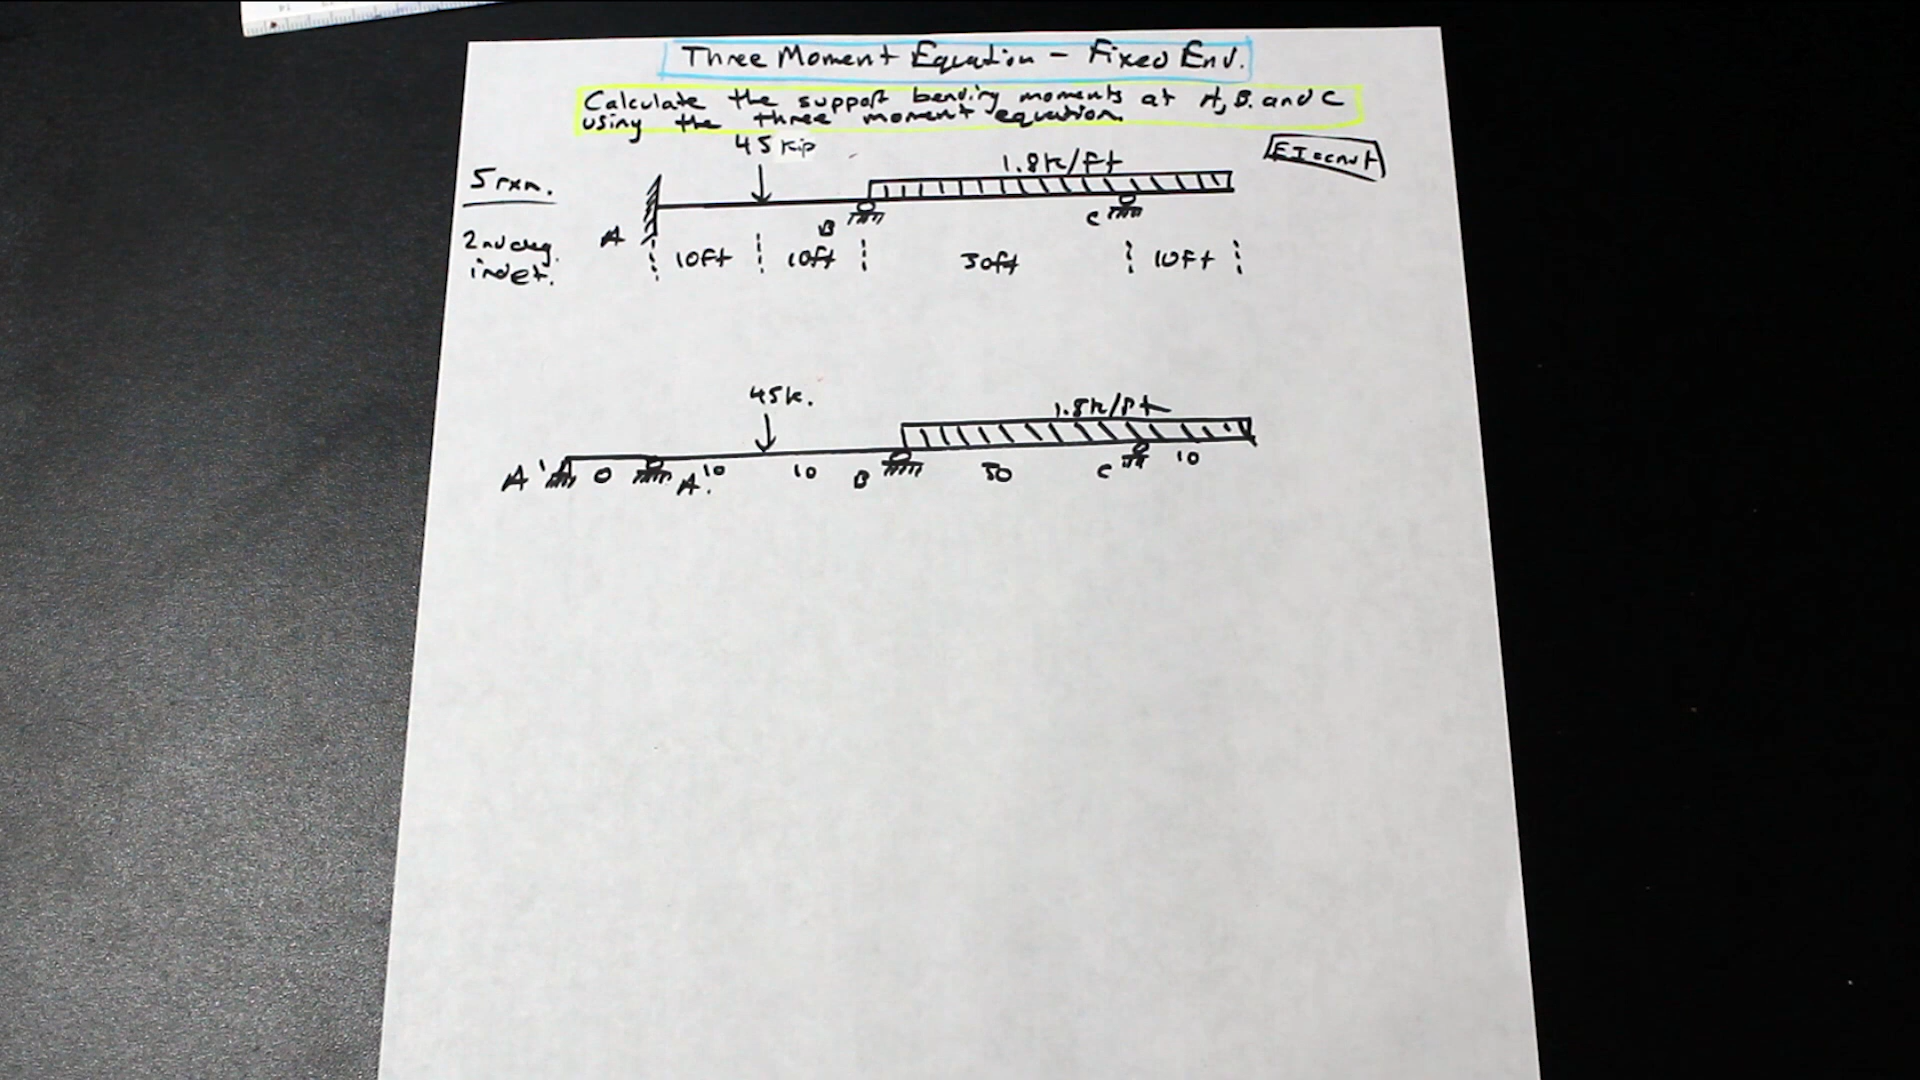 Three Moment Equation - Fixed End.
Calculate the support bending moments at A, B. and C
using the three moment equation.
45 kip
1.8k/ft
EI=cnst
5 rxn.
2nd deg.
indet.
A
B
C
10ft
10ft
30ft
10ft
45k.
1.8k/ft
A'
0
A.
10
10
B
30
C
10
14